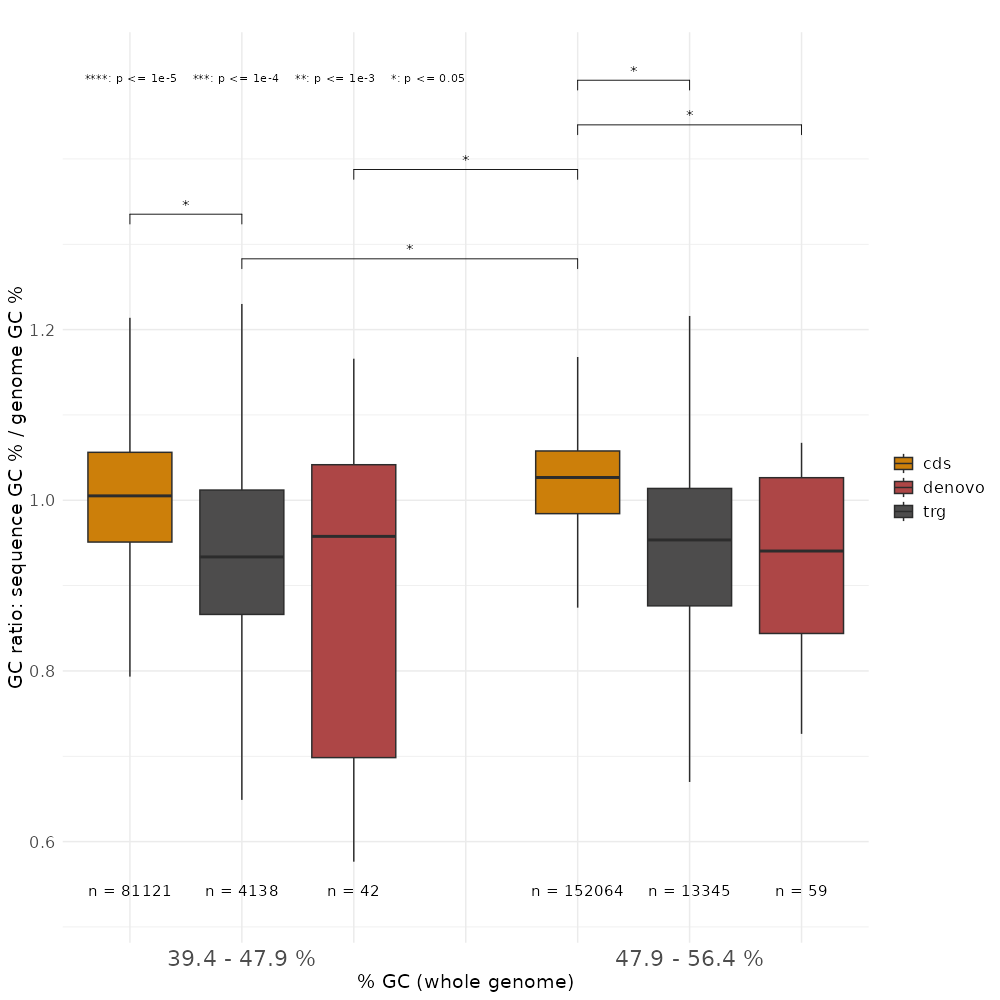 ****: p <= 1e-5 ***: p <= 1e-4 **: p <= 1e-3 *: p <= 0.05
*
*
*
*
*
GC ratio: sequence GC % / genome GC %
1.2
1.0
0.8
0.6
cds
denovo
trg
n = 81121 n = 4138 n = 42 n = 152064 n = 13345 n = 59
39.4 - 47.9 % 47.9 - 56.4 %
% GC (whole genome)